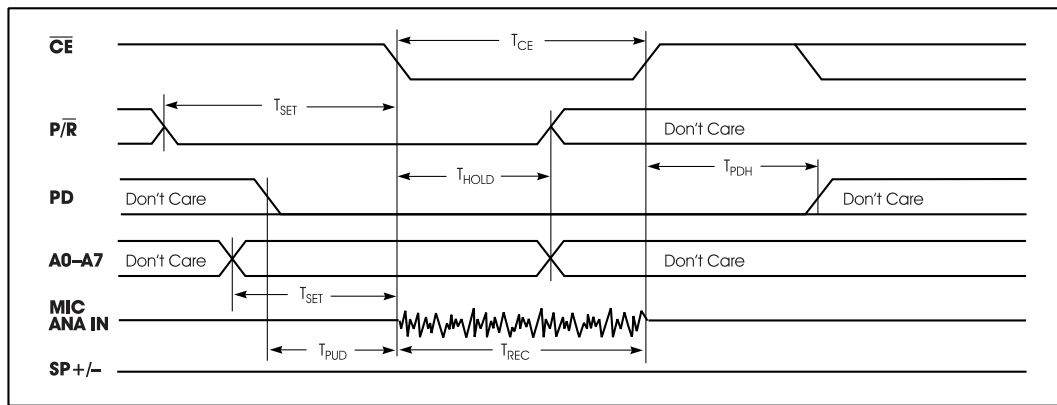 CE T_CE
T_SET
P/R Don't Care
T_HOLD T_PDH
PD Don't Care Don't Care
A0–A7 Don't Care Don't Care
MIC
ANA IN
T_SET
T_PUD T_REC
SP+/–